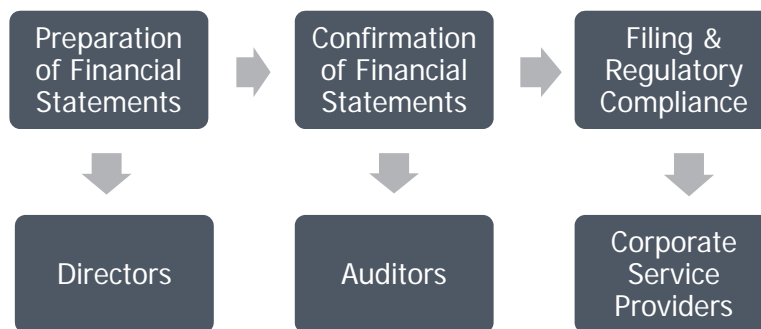 Preparation
of Financial
Statements
Confirmation
of Financial
Statements
Filing &
Regulatory
Compliance
Directors
Auditors
Corporate
Service
Providers